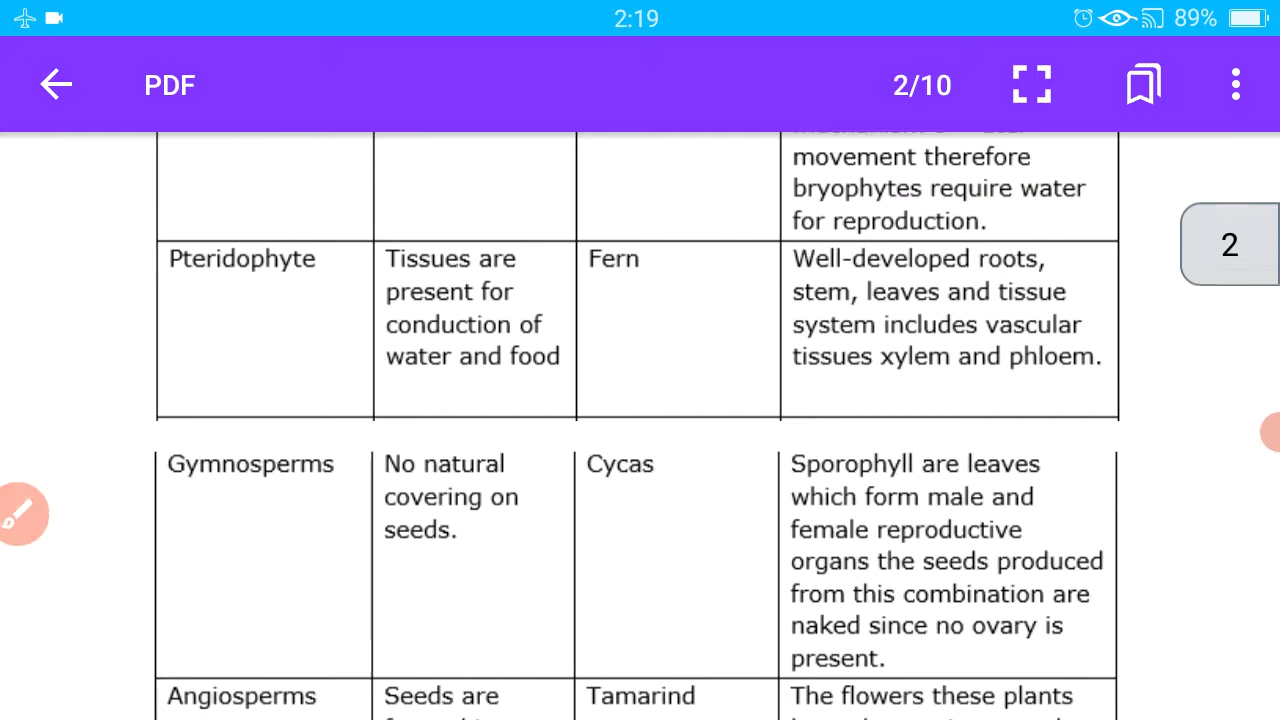 2:19
89%
PDF
2/10
movement therefore
bryophytes require water
for reproduction.
2
Pteridophyte
Tissues are
present for
conduction of
water and food
Fern
Well-developed roots,
stem, leaves and tissue
system includes vascular
tissues xylem and phloem.
Gymnosperms
No natural
covering on
seeds.
Cycas
Sporophyll are leaves
which form male and
female reproductive
organs the seeds produced
from this combination are
naked since no ovary is
present.
Angiosperms
Seeds are
Tamarind
The flowers these plants